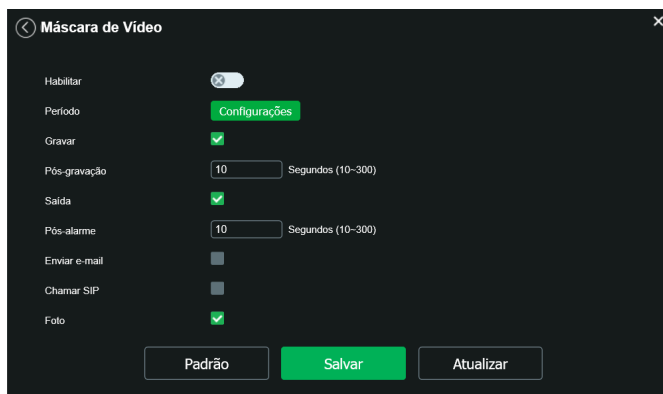 Máscara de Vídeo
Habilitar
Período Configurações
Gravar
Pós-gravação 10 Segundos (10~300)
Saída
Pós-alarme 10 Segundos (10~300)
Enviar e-mail
Chamar SIP
Foto
Padrão Salvar Atualizar